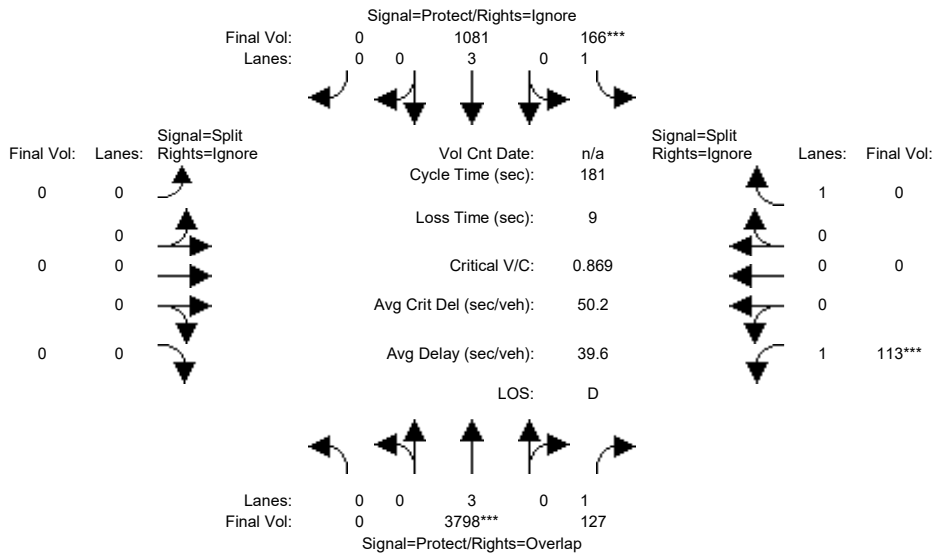 Signal=Protect/Rights=Ignore
Final Vol: 0 1081 166***
Lanes: 0 0 3 0 1
Signal=Split
Final Vol: Lanes: Rights=Ignore
Vol Cnt Date: n/a
Signal=Split
Rights=Ignore Lanes: Final Vol:
Cycle Time (sec): 181
0 0
1 0
Loss Time (sec): 9
0
0
0 0
Critical V/C: 0.869
0 0
0
Avg Crit Del (sec/veh): 50.2
0
0 0
Avg Delay (sec/veh): 39.6
1 113***
LOS: D
Lanes: 0 0 3 0 1
Final Vol: 0 3798*** 127
Signal=Protect/Rights=Overlap